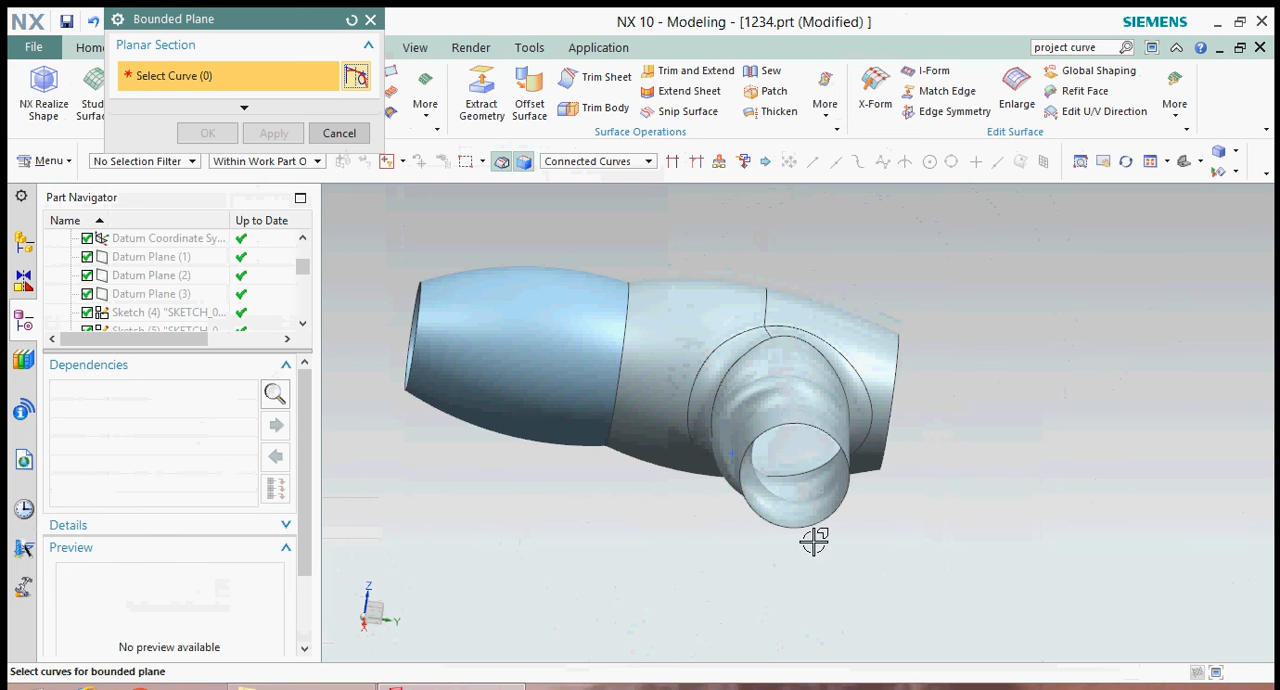 NX
Bounded Plane
NX 10 - Modeling - [1234.prt (Modified) ]
SIEMENS
File
Planar Section
View
Render
Tools
Application
project curve
* Select Curve (0)
OK
Apply
Cancel
NX Realize
Shape
More
Extract
Geometry
Offset
Surface
Trim Sheet
Trim Body
Trim and Extend
Extend Sheet
Snip Surface
Sew
Patch
Thicken
More
Surface Operations
X-Form
I-Form
Match Edge
Edge Symmetry
Enlarge
Global Shaping
Refit Face
Edit U/V Direction
More
Edit Surface
Menu
No Selection Filter
Within Work Part O
Connected Curves
Part Navigator
Name
Up to Date
Datum Coordinate Sy...
Datum Plane (1)
Datum Plane (2)
Datum Plane (3)
Sketch (4) "SKETCH_0...
Sketch (5) "SKETCH_0...
Dependencies
Details
Preview
No preview available
Z
Y
X
Select curves for bounded plane